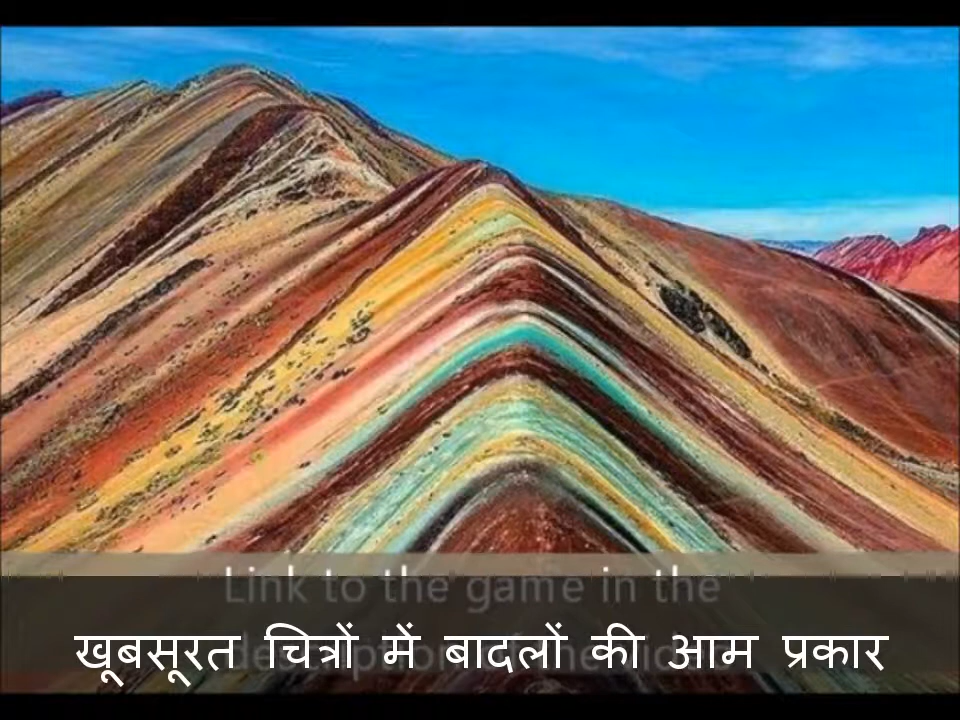 Link to the game in the
खूबसूरत चित्रों में बादलों की आम प्रकार